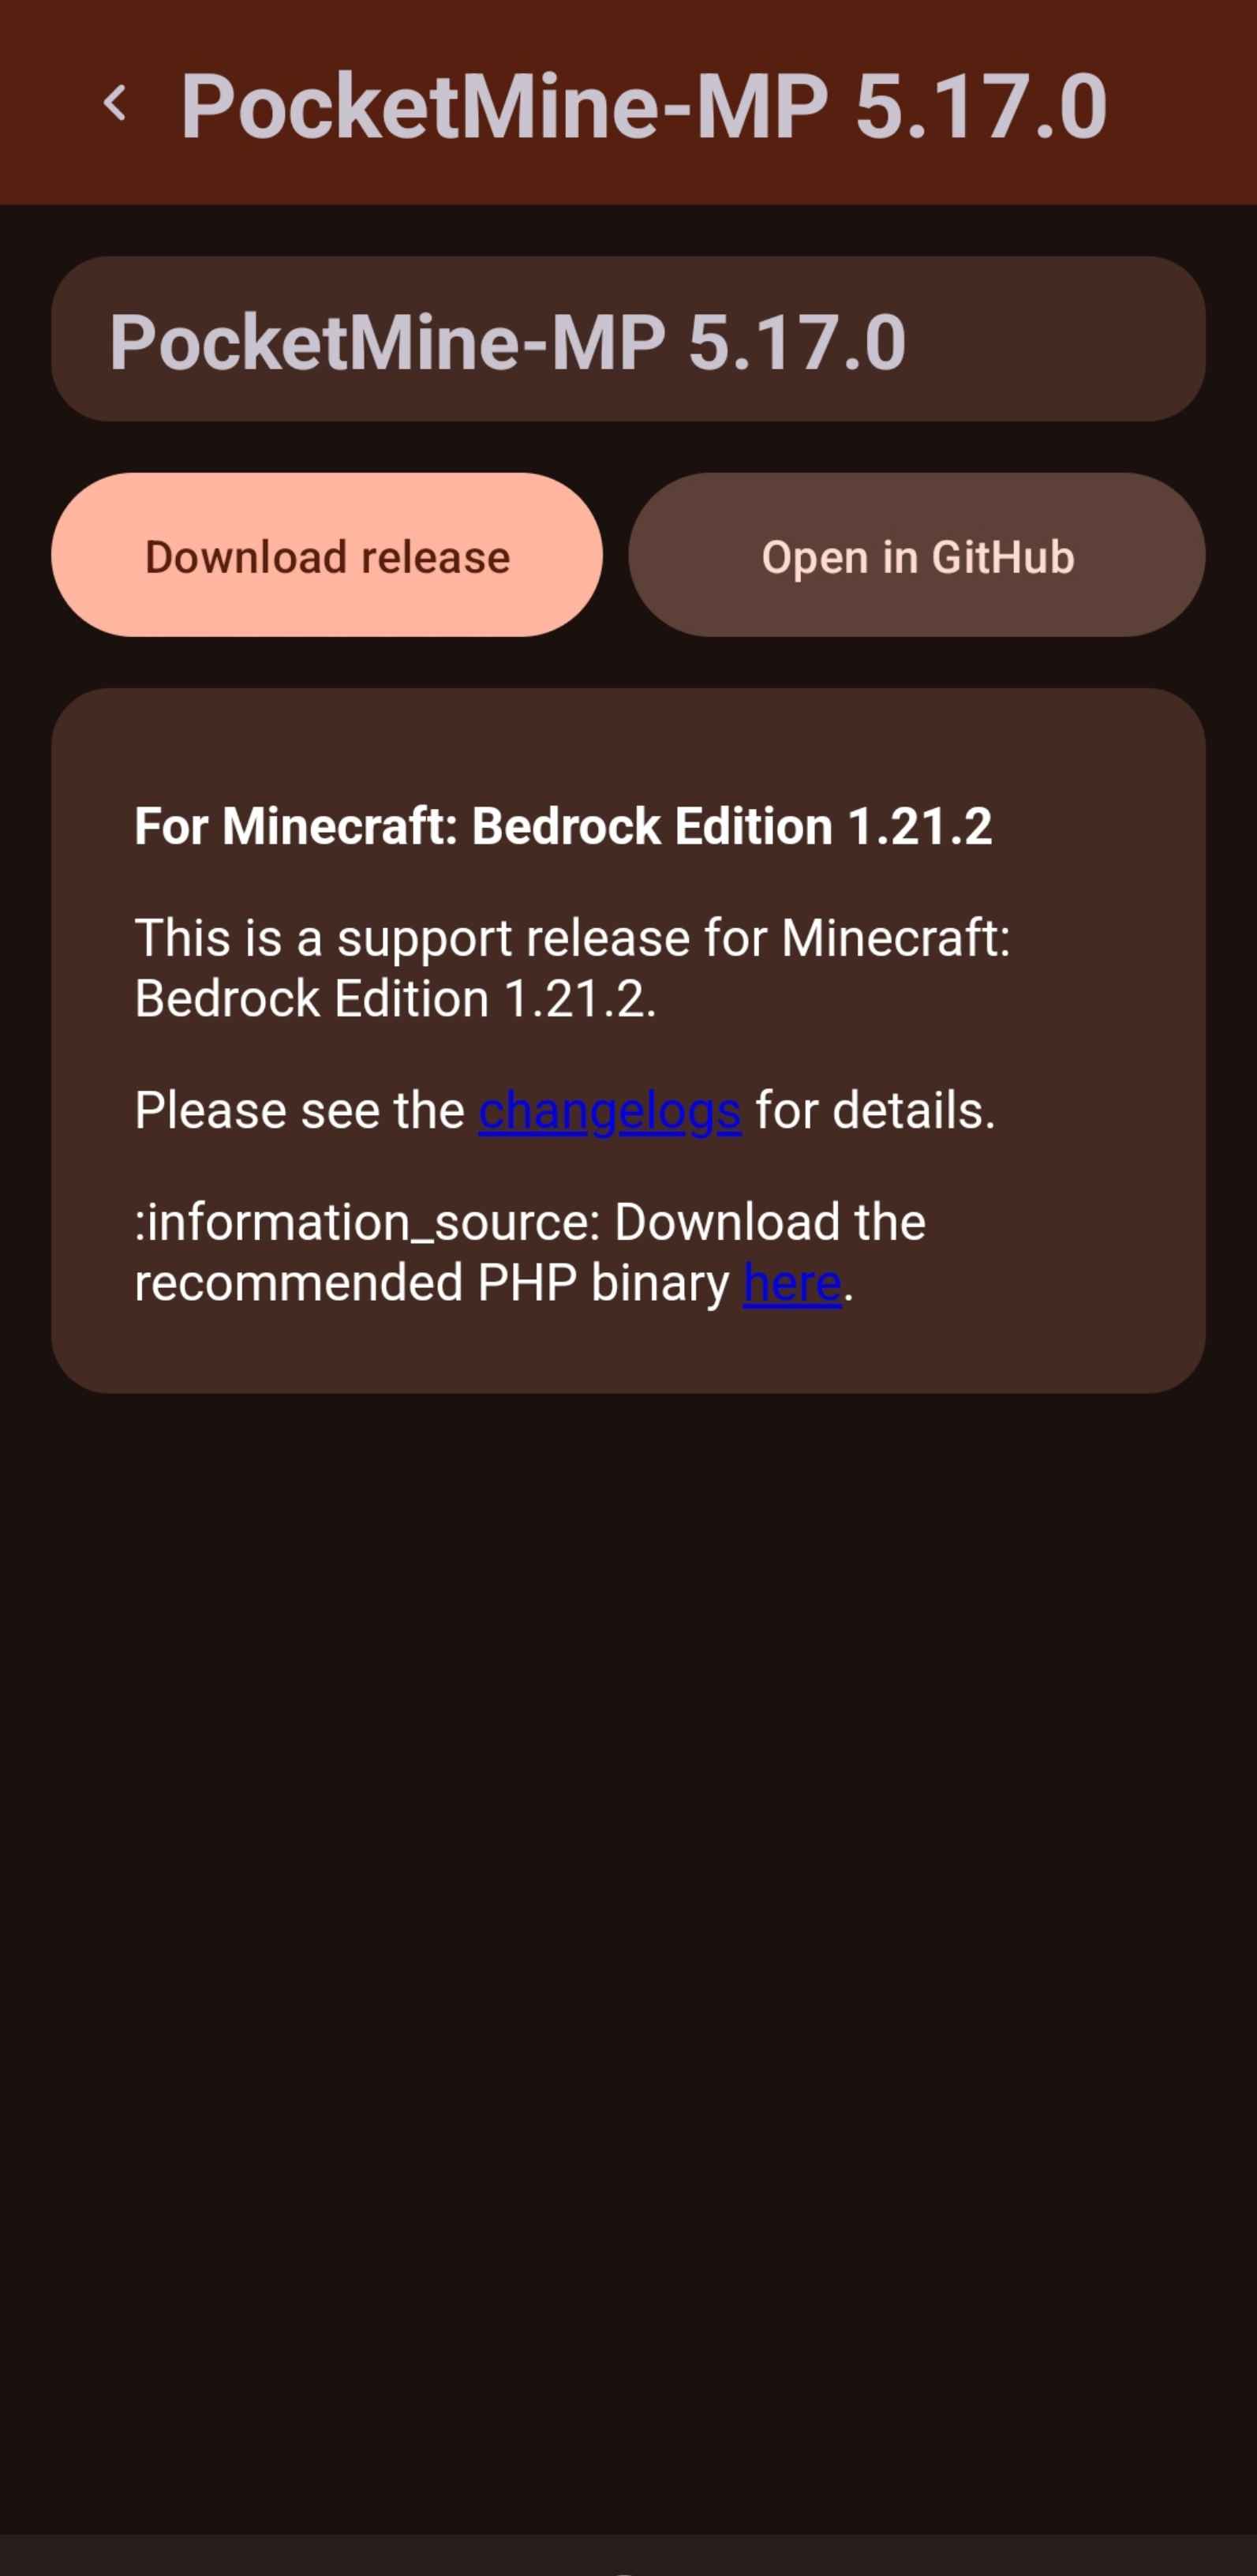 PocketMine-MP 5.17.0
PocketMine-MP 5.17.0
Download release
Open in GitHub
For Minecraft: Bedrock Edition 1.21.2
This is a support release for Minecraft:
Bedrock Edition 1.21.2.
Please see the changelogs for details.
:information_source: Download the
recommended PHP binary here.